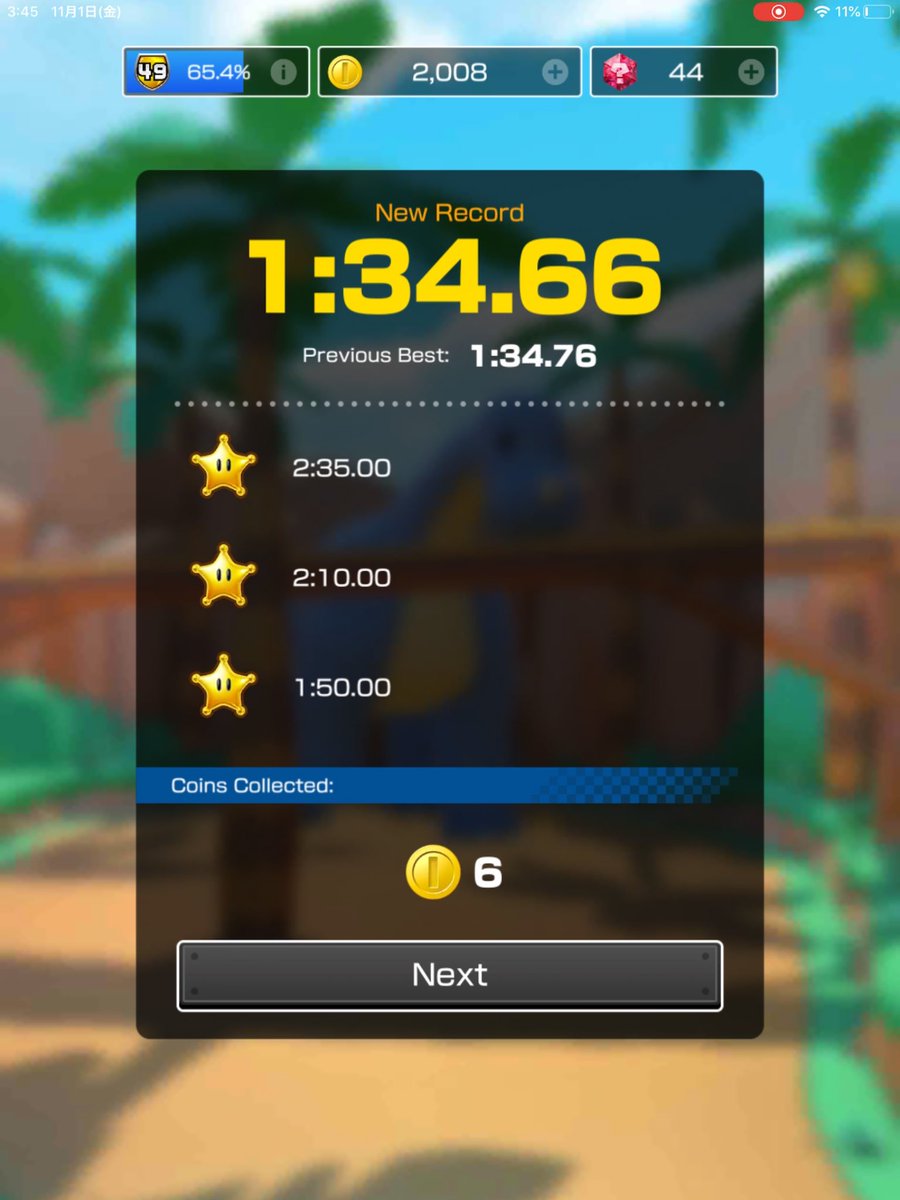 3:45 11月1日(金) 11%
49 65.4% i 2,008 + ? 44 +
New Record
1:34.66
Previous Best: 1:34.76
2:35.00
2:10.00
1:50.00
Coins Collected:
6
Next